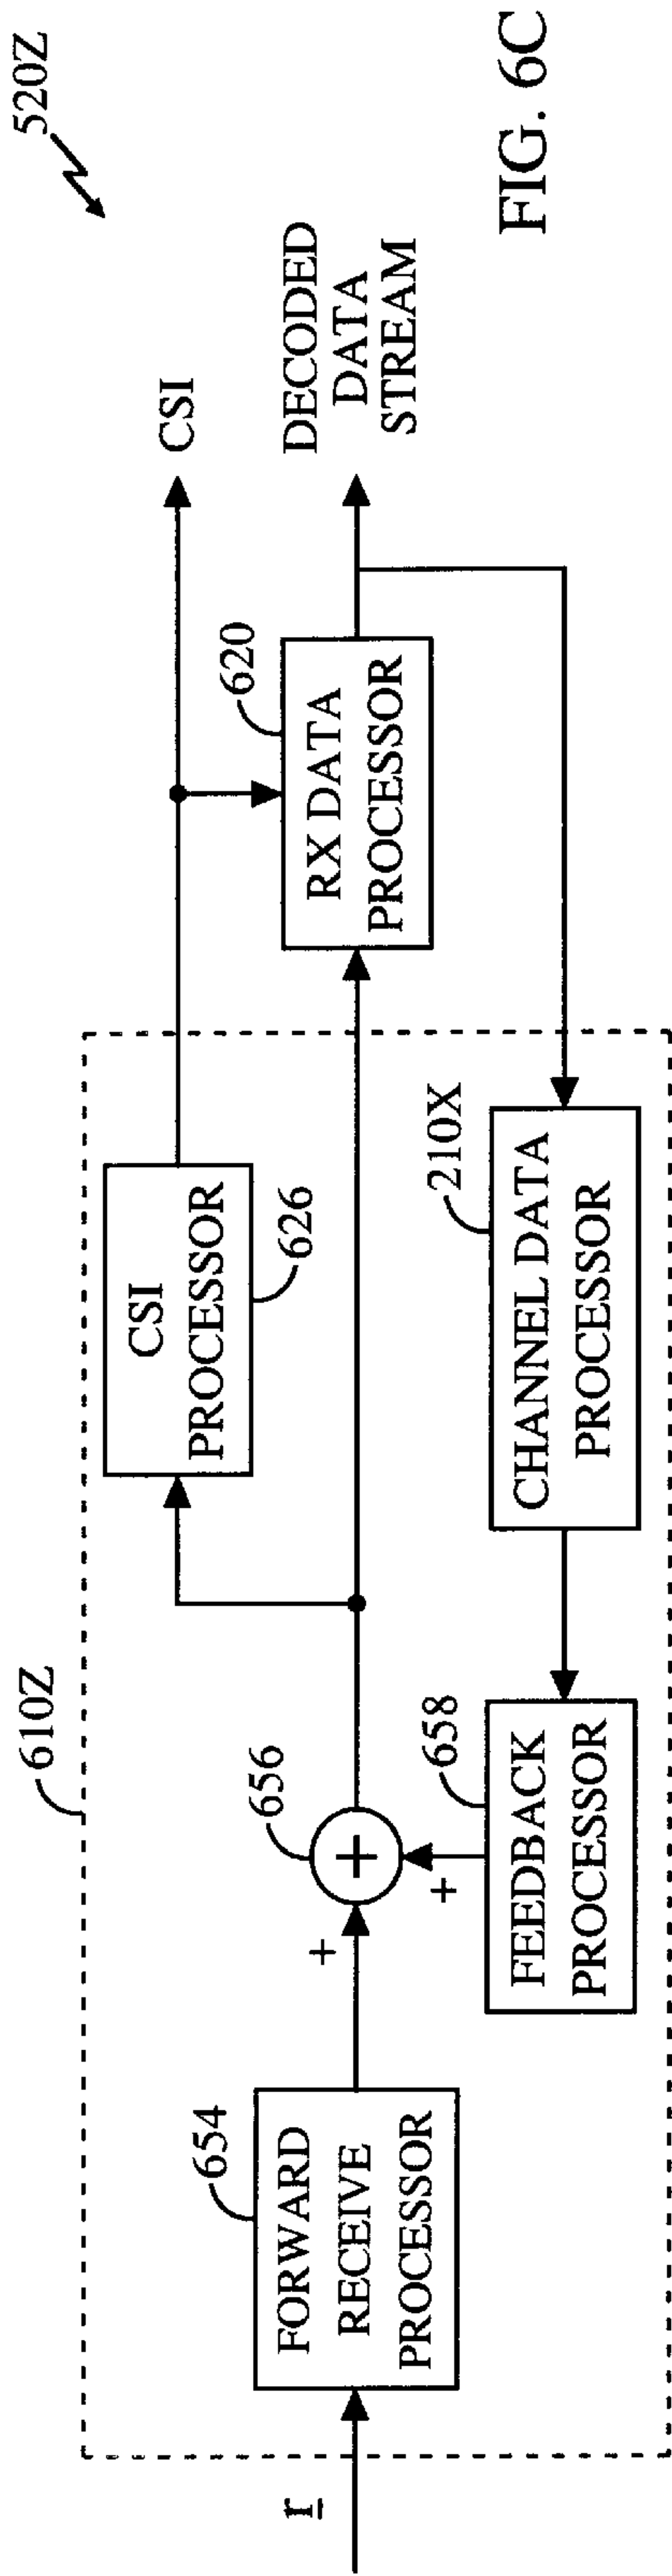 520Z
610Z
CSI
CSI
PROCESSOR
626
r
654
FORWARD
RECEIVE
PROCESSOR
+
656
+
+
620
RX DATA
PROCESSOR
DECODED
DATA
STREAM
658
FEEDBACK
PROCESSOR
210X
CHANNEL DATA
PROCESSOR
FIG. 6C